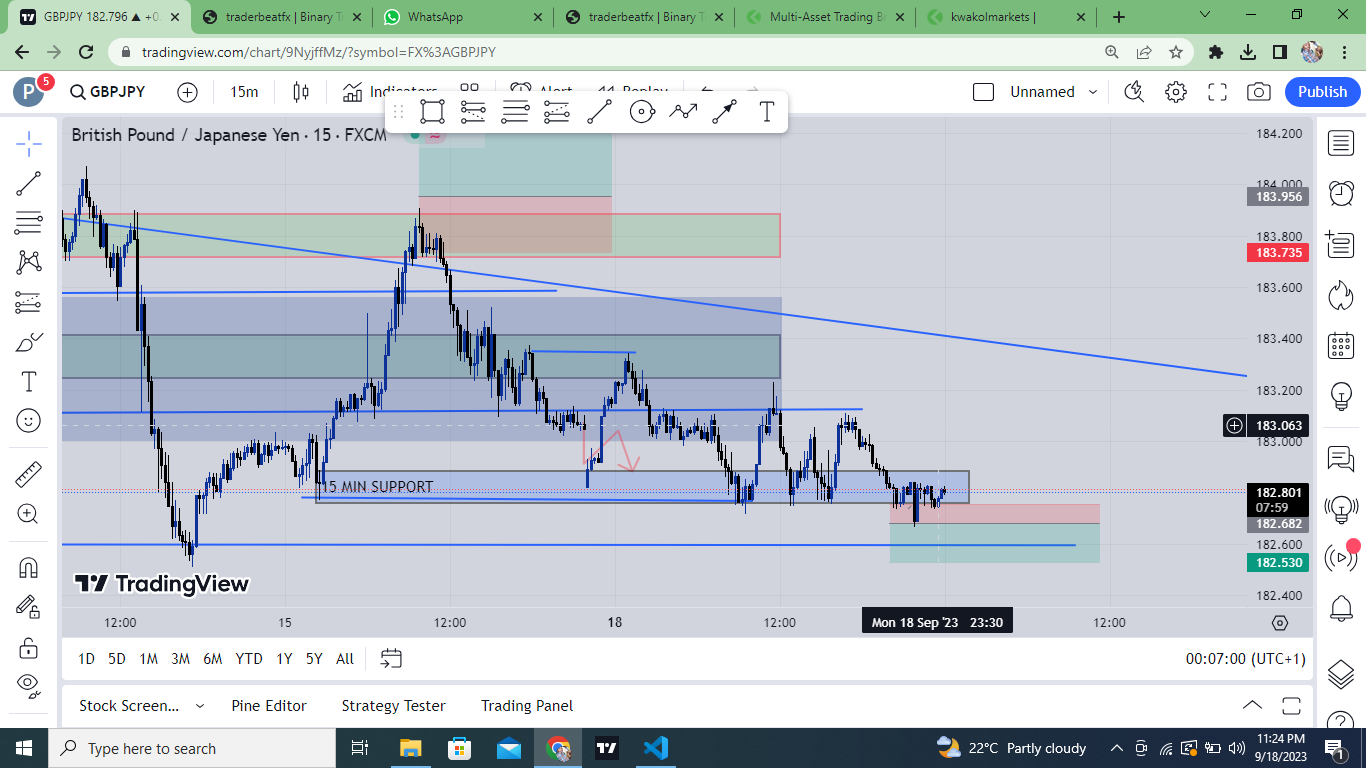 GBPJPY 182.796 ▲ +0.
traderbeatfx | Binary T
WhatsApp
traderbeatfx | Binary T
Multi-Asset Trading Br
kwakolmarkets |
tradingview.com/chart/9NyjffMz/?symbol=FX%3AGBPJPY
P
5
GBPJPY
15m
Indicators
Alert
Replay
Unnamed
Publish
British Pound / Japanese Yen · 15 · FXCM
184.200
184.000
183.956
183.800
183.735
183.600
183.400
183.200
183.063
183.000
182.801
07:59
182.682
182.600
182.530
182.400
15 MIN SUPPORT
TradingView
12:00
15
12:00
18
12:00
Mon 18 Sep '23 23:30
12:00
1D 5D 1M 3M 6M YTD 1Y 5Y All
00:07:00 (UTC+1)
Stock Screen...
Pine Editor
Strategy Tester
Trading Panel
Type here to search
22°C Partly cloudy
11:24 PM
9/18/2023
1